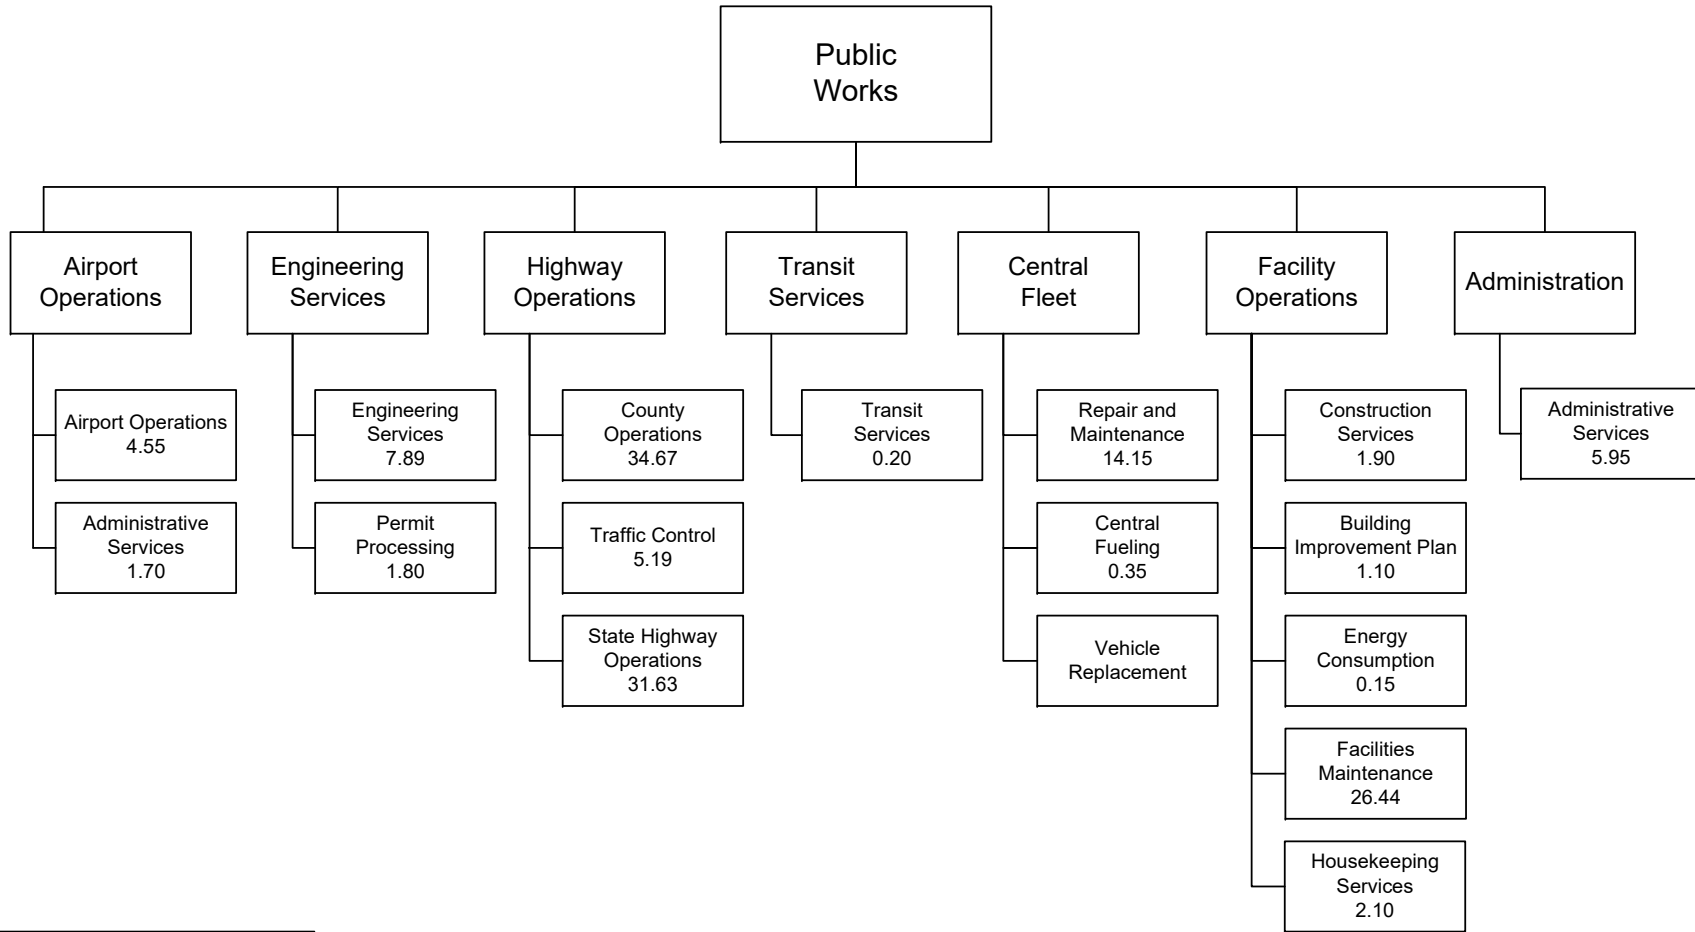 Public
Works
Airport
Operations
Engineering
Services
Highway
Operations
Transit
Services
Central
Fleet
Facility
Operations
Administration
Airport Operations
4.55
Administrative
Services
1.70
Engineering
Services
7.89
Permit
Processing
1.80
County
Operations
34.67
Traffic Control
5.19
State Highway
Operations
31.63
Transit
Services
0.20
Repair and
Maintenance
14.15
Central
Fueling
0.35
Vehicle
Replacement
Construction
Services
1.90
Building
Improvement Plan
1.10
Energy
Consumption
0.15
Facilities
Maintenance
26.44
Housekeeping
Services
2.10
Administrative
Services
5.95